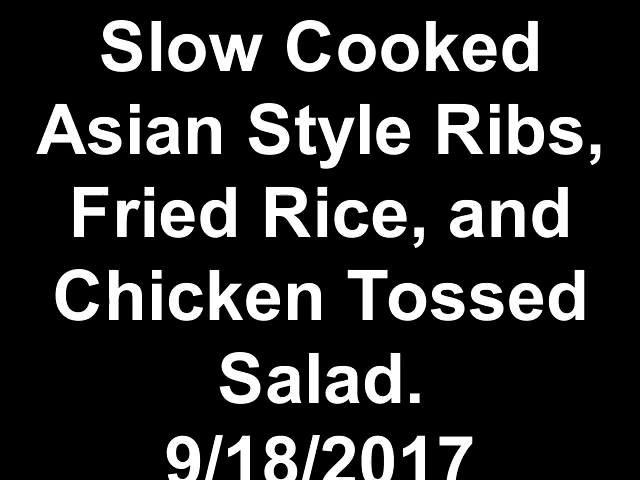 Slow Cooked
Asian Style Ribs,
Fried Rice, and
Chicken Tossed
Salad.
9/18/2017